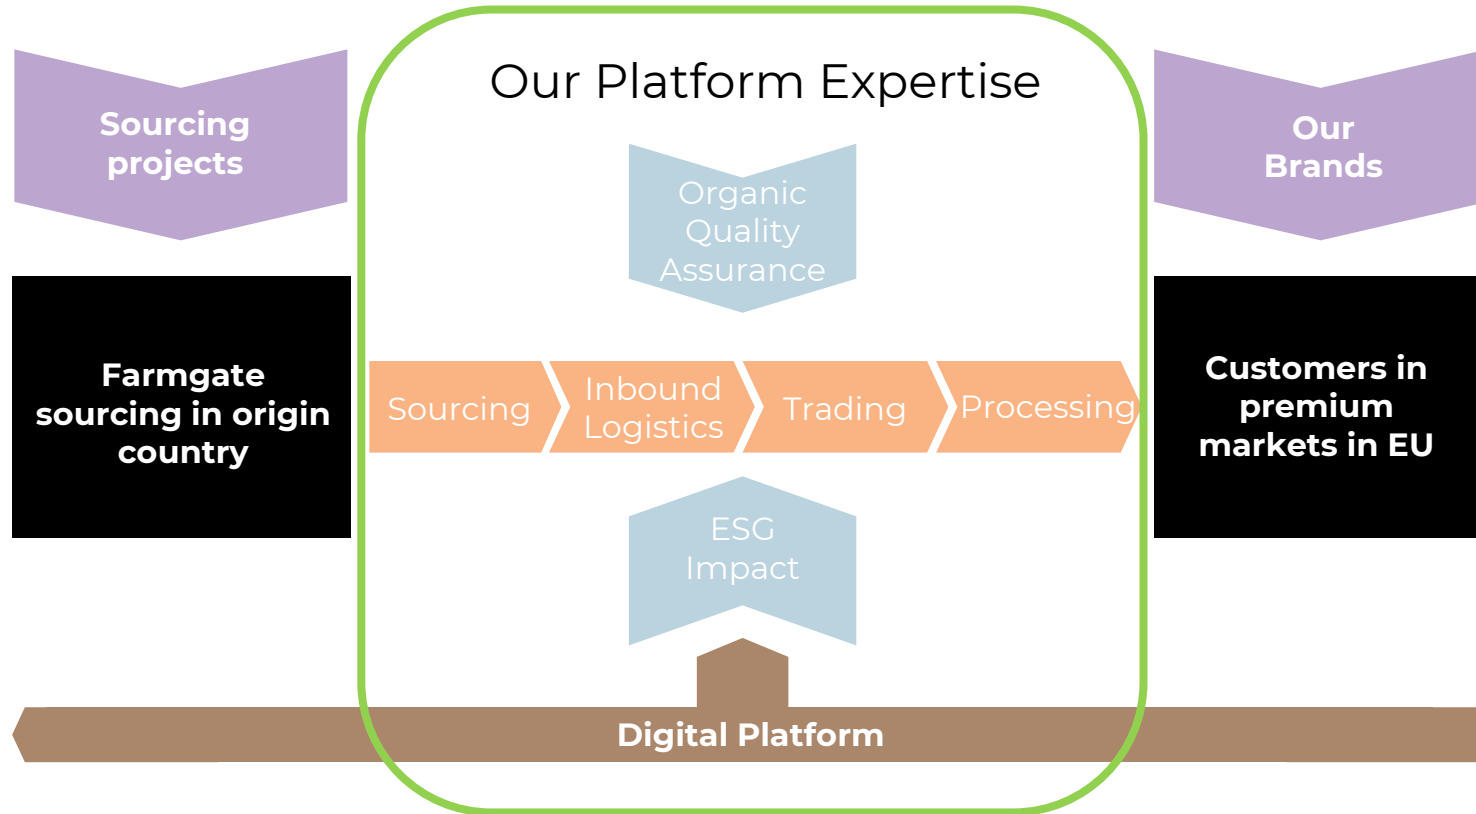 Our Platform Expertise
Sourcing
projects
Our
Brands
Organic
Quality
Assurance
Farmgate
sourcing in origin
country
Sourcing
Inbound
Logistics
Trading
Processing
Customers in
premium
markets in EU
ESG
Impact
Digital Platform